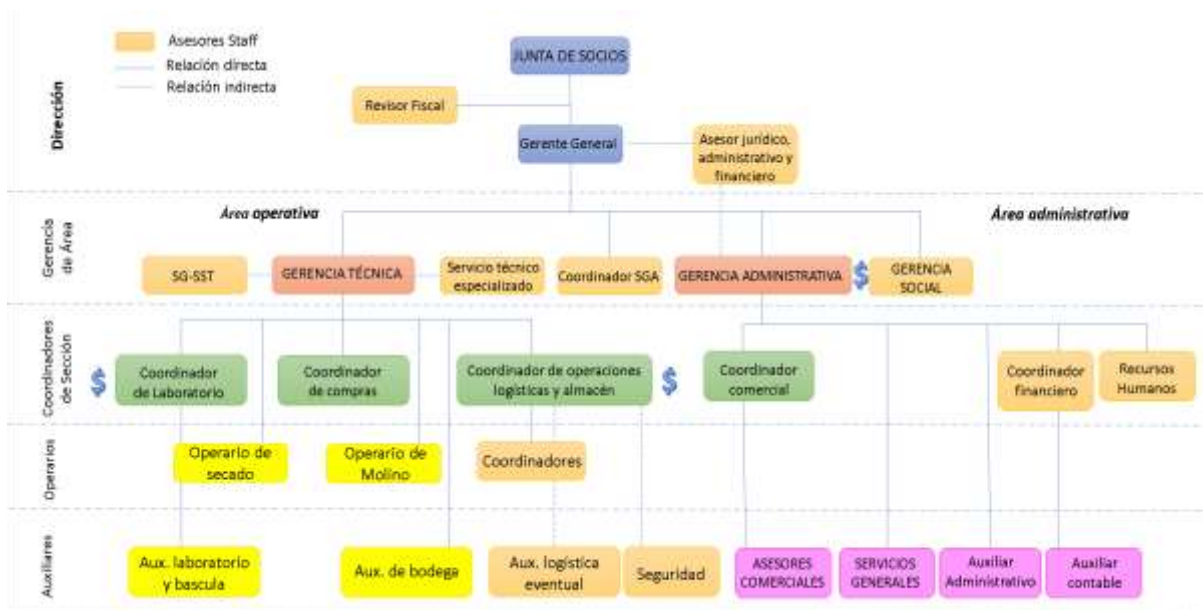 Asesores Staff
Relación directa
Relación indirecta
JUNTA DE SOCIOS
Revisor Fiscal
Gerente General
Asesor jurídico,
administrativo y
financiero
Dirección
Área operativa
Área administrativa
Gerencia
de Área
SG-SST
GERENCIA TÉCNICA
Servicio técnico
especializado
Coordinador SGA
GERENCIA ADMINISTRATIVA
$
GERENCIA
SOCIAL
Coordinadores
de Sección
$
Coordinador
de Laboratorio
Coordinador
de compras
Coordinador de operaciones
logísticas y almacén
$
Coordinador
comercial
Coordinador
financiero
Recursos
Humanos
Operarios
Operario de
secado
Operario de
Molino
Coordinadores
Auxiliares
Aux. laboratorio
y bascula
Aux. de bodega
Aux. logística
eventual
Seguridad
ASESORES
COMERCIALES
SERVICIOS
GENERALES
Auxiliar
Administrativo
Auxiliar
contable